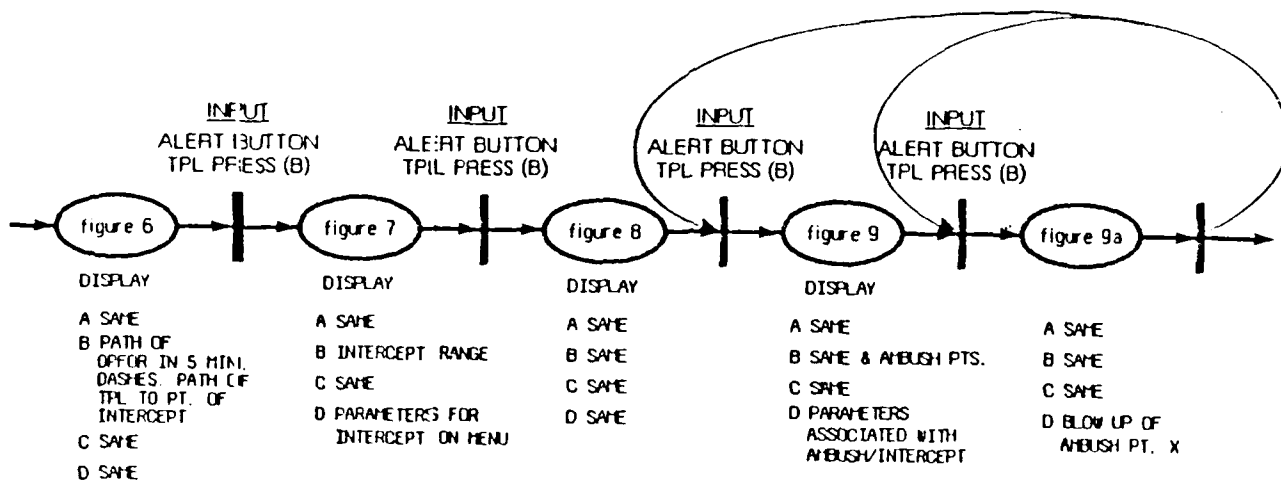 INPUT
ALERT BUTTON
TPL PRESS (B)
INPUT
ALERT BUTTON
TPL PRESS (B)
INPUT
ALERT BUTTON
TPL PRESS (B)
INPUT
ALERT BUTTON
TPL PRESS (B)
figure 6
figure 7
figure 8
figure 9
figure 9a
DISPLAY
A SAME
B PATH OF
OPFOR IN 5 MIN.
DASHES. PATH OF
TPL TO PT. OF
INTERCEPT
C SAME
D SAME
DISPLAY
A SAME
B INTERCEPT RANGE
C SAME
D PARAMETERS FOR
INTERCEPT ON MENU
DISPLAY
A SAME
B SAME
C SAME
D SAME
DISPLAY
A SAME
B SAME & AMBUSH PTS.
C SAME
D PARAMETERS
ASSOCIATED WITH
AMBUSH/INTERCEPT
A SAME
B SAME
C SAME
D BLOW UP OF
AMBUSH PT. X